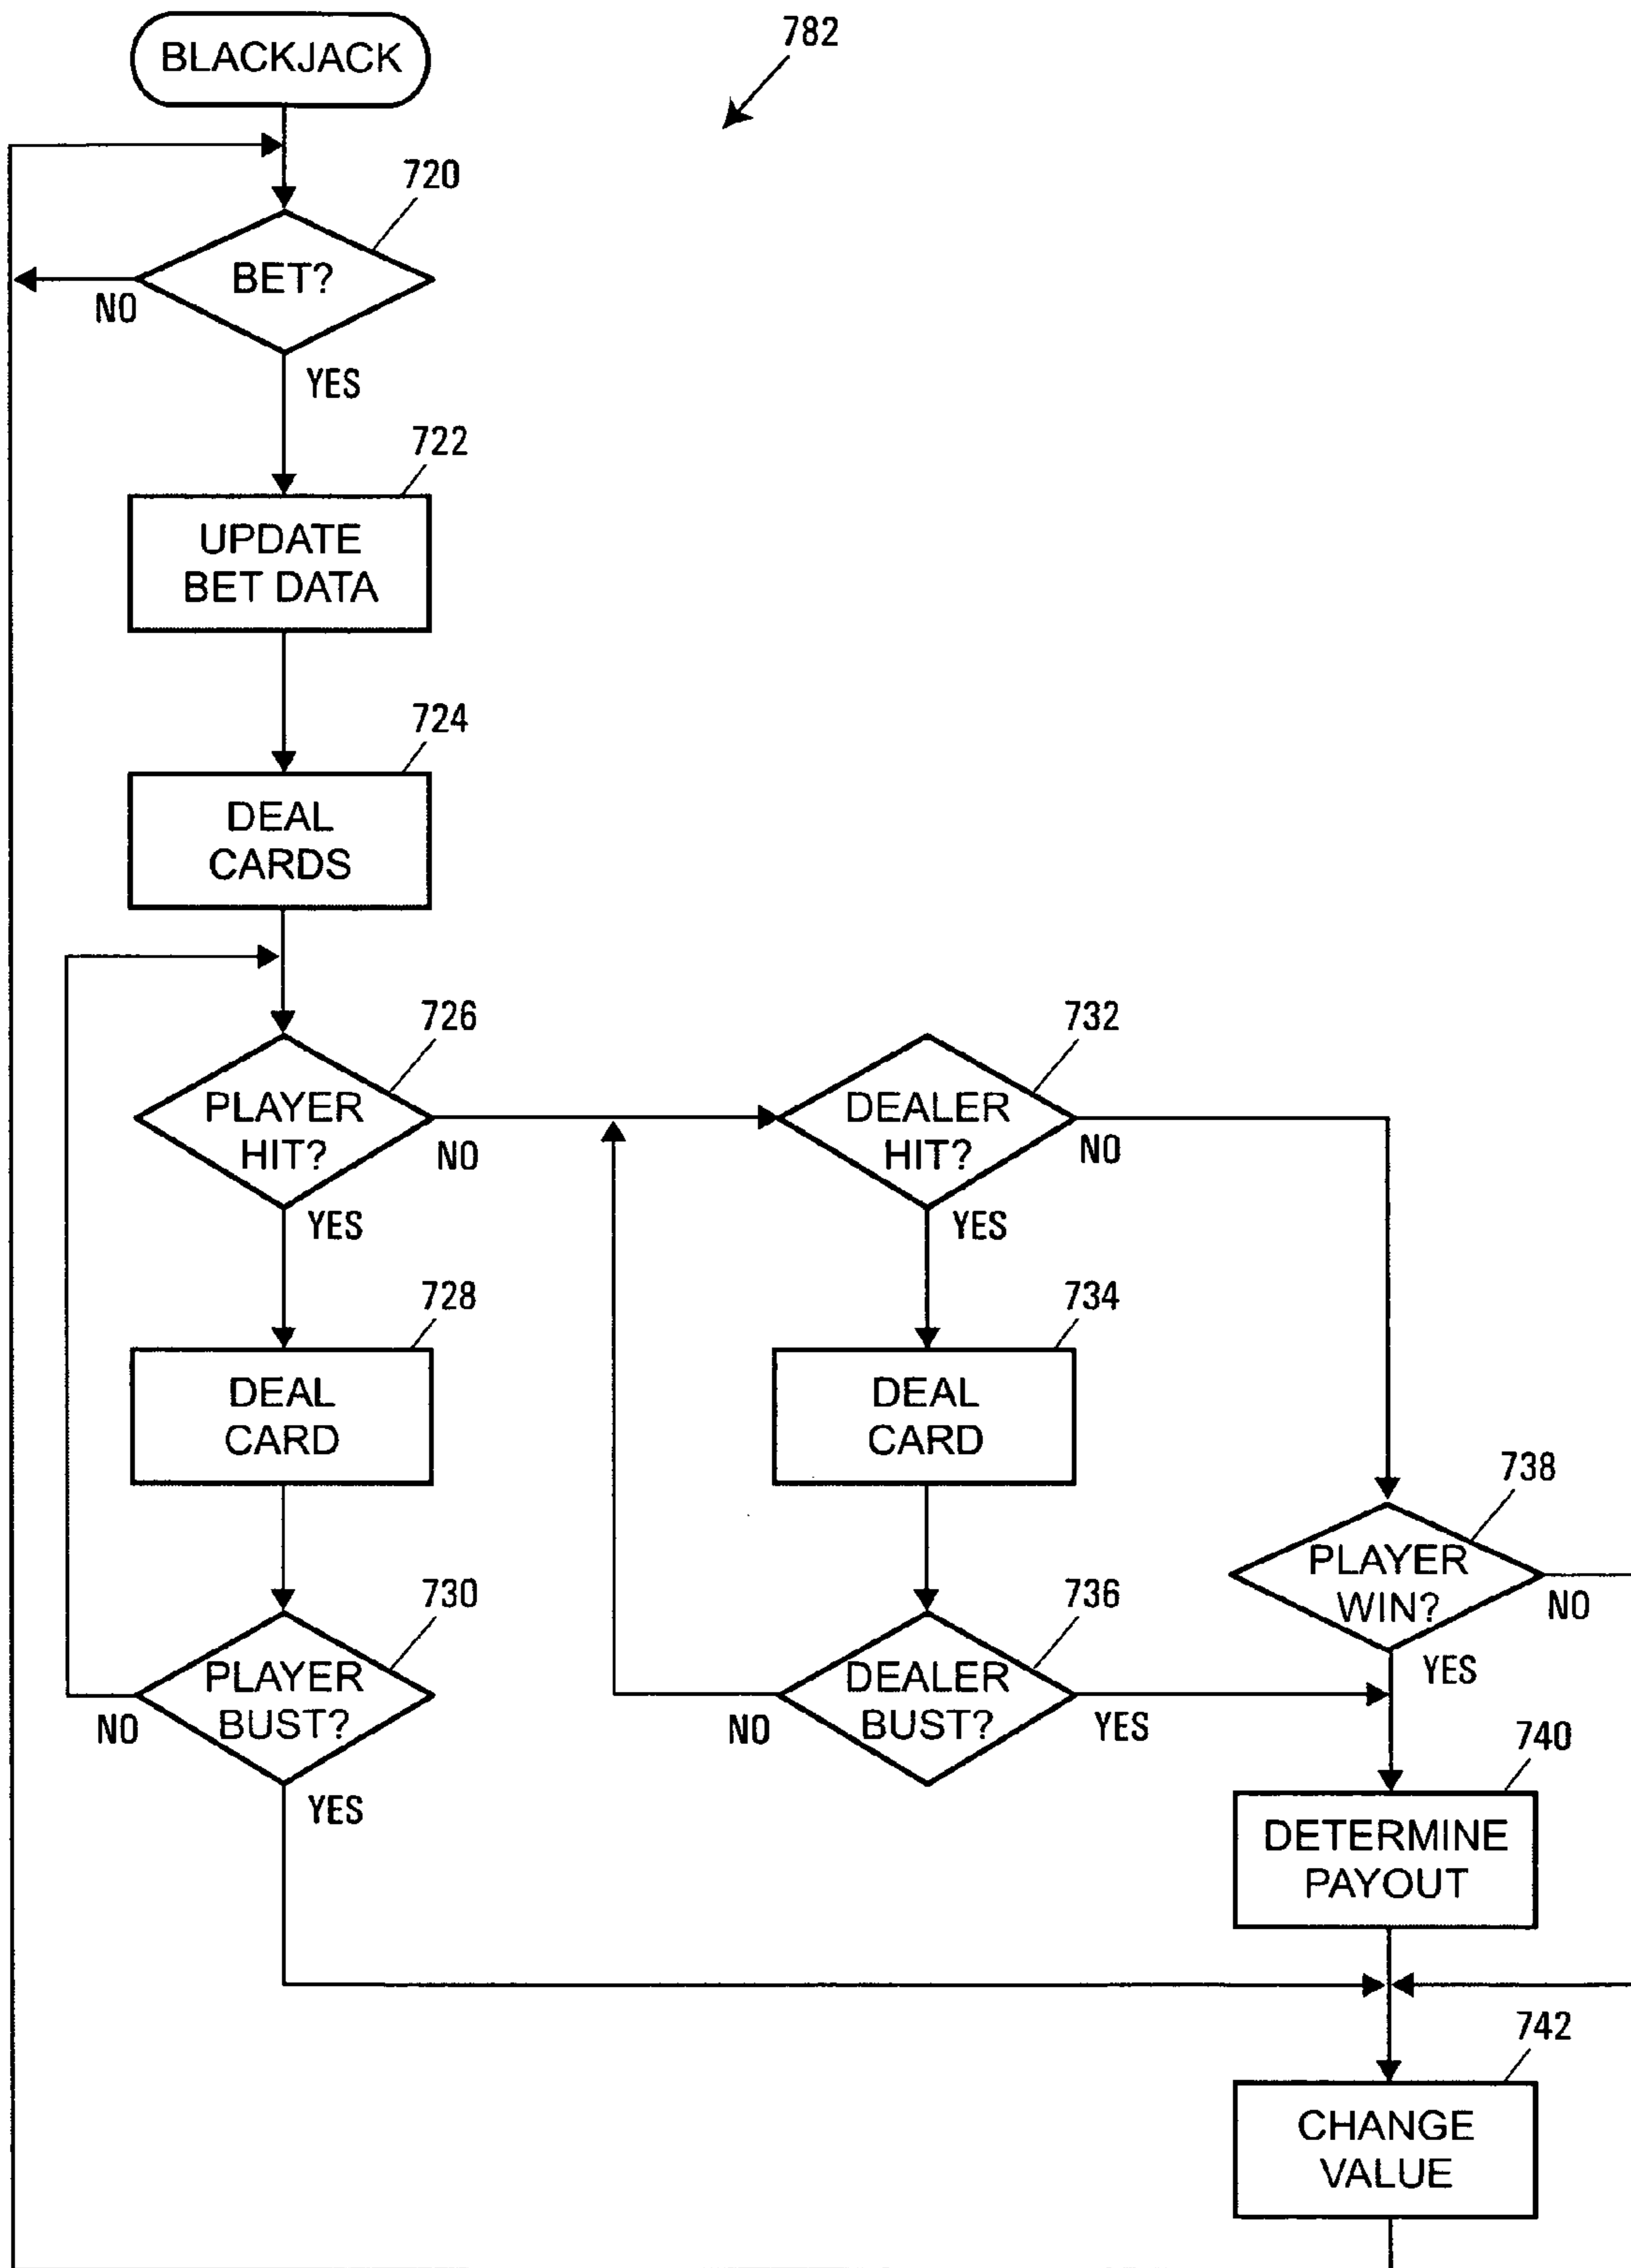 BLACKJACK
782
720
BET?
NO
YES
722
UPDATE
BET DATA
724
DEAL
CARDS
726
PLAYER
HIT?
NO
YES
732
DEALER
HIT?
NO
YES
728
DEAL
CARD
734
DEAL
CARD
738
PLAYER
WIN?
NO
YES
730
PLAYER
BUST?
NO
YES
736
DEALER
BUST?
NO
YES
740
DETERMINE
PAYOUT
742
CHANGE
VALUE